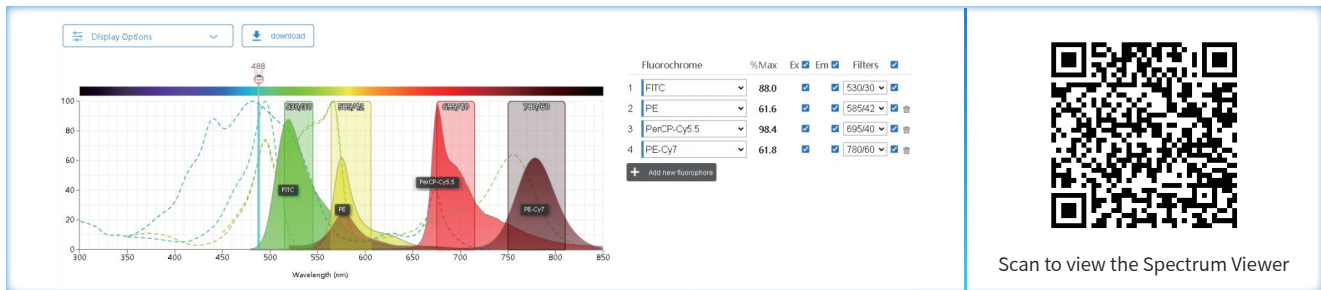 Display Options
download
488
530/30
585/42
695/40
780/60
100
80
60
40
20
0
FITC
PE
PerCP-Cy5.5
PE-Cy7
300 350 400 450 500 550 600 650 700 750 800 850
Wavelength (nm)
Fluorochrome %Max Ex Em Filters
1 FITC 88.0 530/30
2 PE 61.6 585/42
3 PerCP-Cy5.5 98.4 695/40
4 PE-Cy7 61.8 780/60
+ Add new fluorophore
Scan to view the Spectrum Viewer